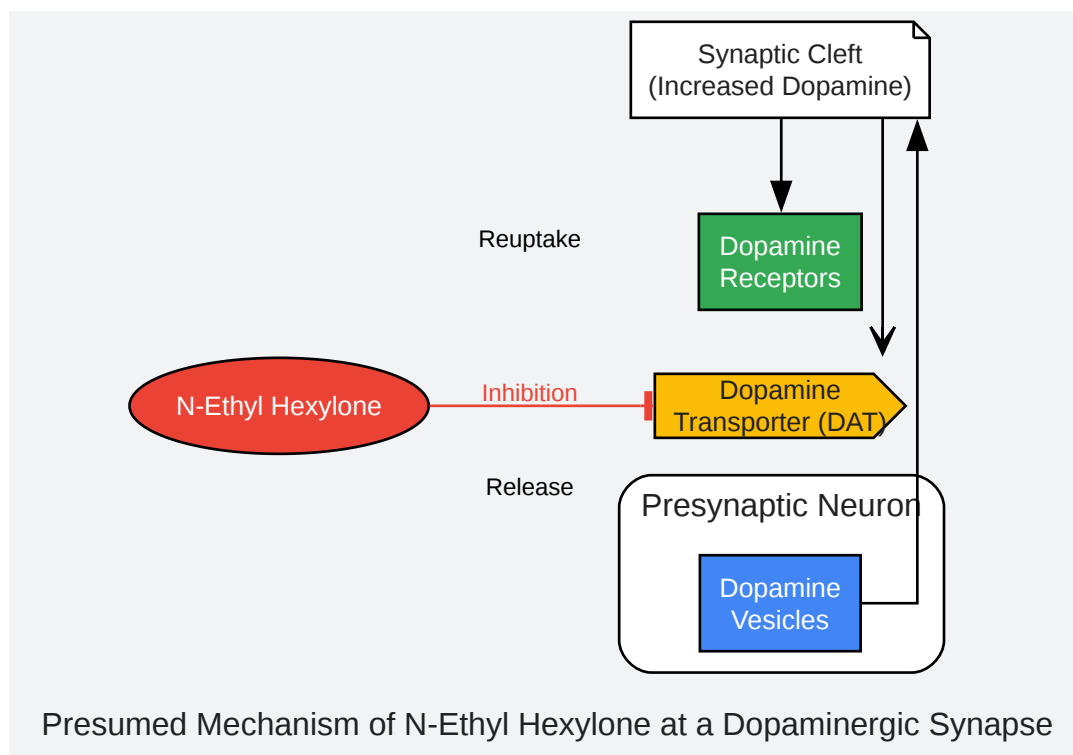 Synaptic Cleft
(Increased Dopamine)
Reuptake
Dopamine
Receptors
N-Ethyl Hexylone
Inhibition
Dopamine
Transporter (DAT)
Release
Presynaptic Neuron
Dopamine
Vesicles
Presumed Mechanism of N-Ethyl Hexylone at a Dopaminergic Synapse